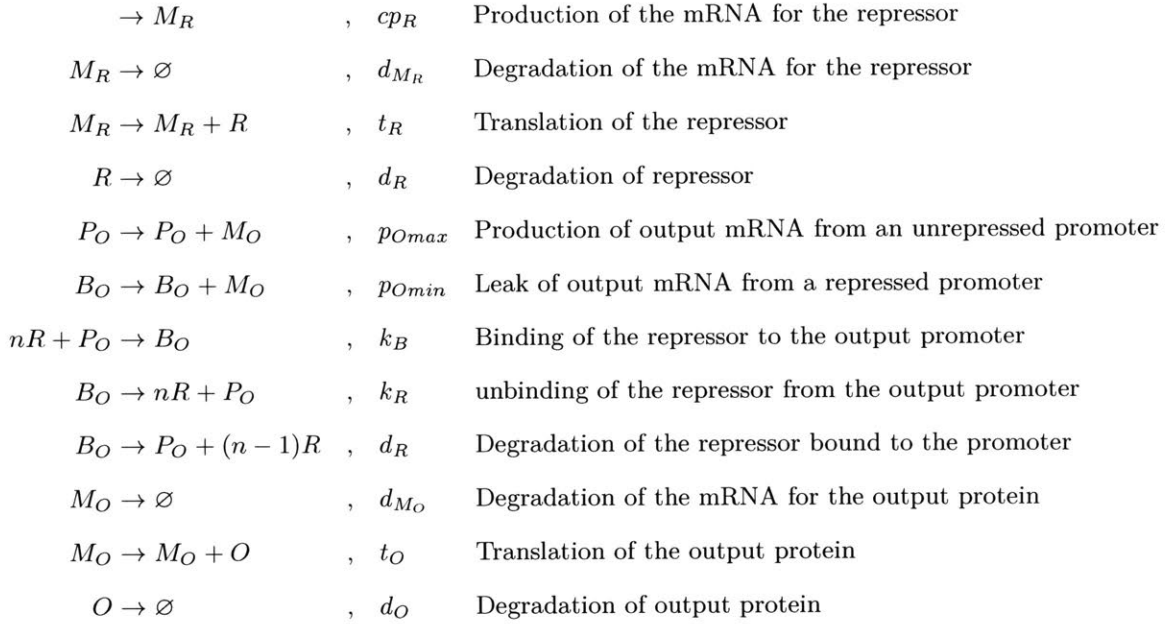 → M_R , cp_R Production of the mRNA for the repressor
M_R → ∅ , d_{M_R} Degradation of the mRNA for the repressor
M_R → M_R + R , t_R Translation of the repressor
R → ∅ , d_R Degradation of repressor
P_O → P_O + M_O , p_{Omax} Production of output mRNA from an unrepressed promoter
B_O → B_O + M_O , p_{Omin} Leak of output mRNA from a repressed promoter
nR + P_O → B_O , k_B Binding of the repressor to the output promoter
B_O → nR + P_O , k_R unbinding of the repressor from the output promoter
B_O → P_O + (n − 1)R , d_R Degradation of the repressor bound to the promoter
M_O → ∅ , d_{M_O} Degradation of the mRNA for the output protein
M_O → M_O + O , t_O Translation of the output protein
O → ∅ , d_O Degradation of output protein